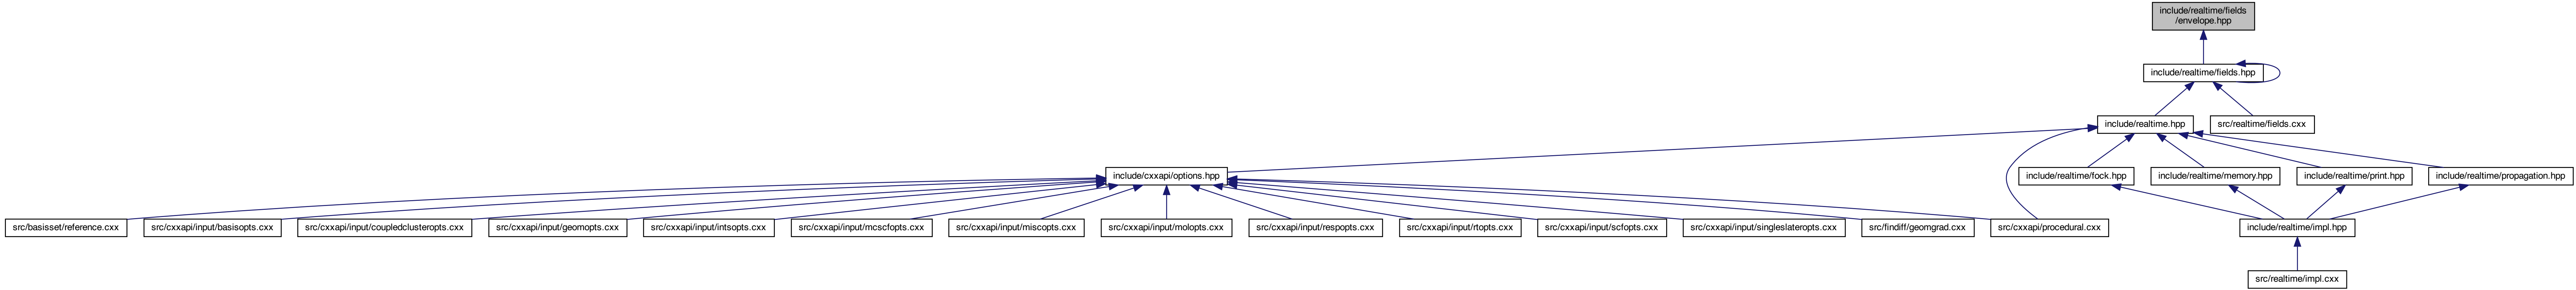 include/realtime/fields
/envelope.hpp
include/realtime/fields.hpp
include/realtime.hpp
src/realtime/fields.cxx
include/cxxapi/options.hpp
include/realtime/fock.hpp
include/realtime/memory.hpp
include/realtime/print.hpp
include/realtime/propagation.hpp
src/basisset/reference.cxx
src/cxxapi/input/basisopts.cxx
src/cxxapi/input/coupledclusteropts.cxx
src/cxxapi/input/geomopts.cxx
src/cxxapi/input/intsopts.cxx
src/cxxapi/input/mcscfopts.cxx
src/cxxapi/input/miscopts.cxx
src/cxxapi/input/molopts.cxx
src/cxxapi/input/respopts.cxx
src/cxxapi/input/rtopts.cxx
src/cxxapi/input/scfopts.cxx
src/cxxapi/input/singleslateropts.cxx
src/findiff/geomgrad.cxx
src/cxxapi/procedural.cxx
include/realtime/impl.hpp
src/realtime/impl.cxx